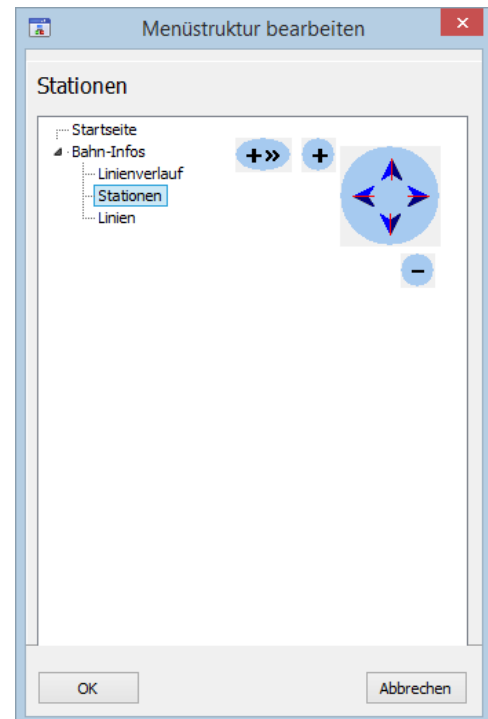 Menüstruktur bearbeiten
Stationen
Startseite
Bahn-Infos
Linienverlauf
Stationen
Linien
+» +
−
OK Abbrechen